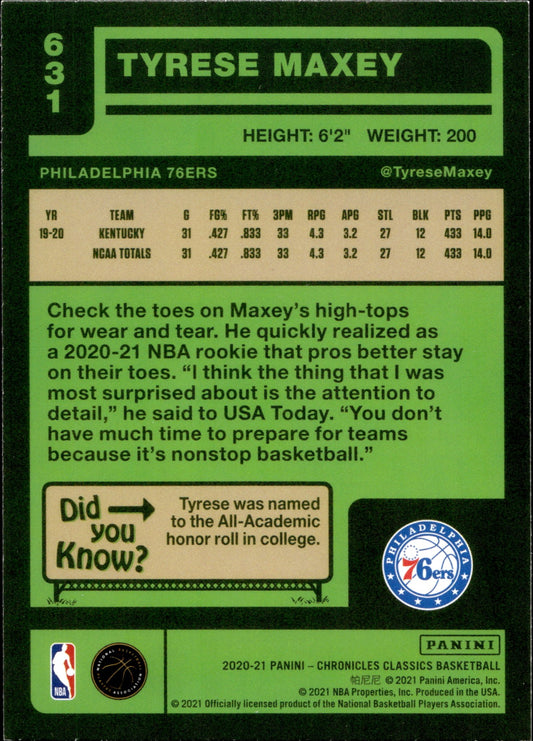 631
TYRESE MAXEY
HEIGHT: 6'2" WEIGHT: 200
PHILADELPHIA 76ERS @TyreseMaxey
YR TEAM G FG% FT% 3PM RPG APG STL BLK PTS PPG
19-20 KENTUCKY 31 .427 .833 33 4.3 3.2 27 12 433 14.0
NCAA TOTALS 31 .427 .833 33 4.3 3.2 27 12 433 14.0
Check the toes on Maxey's high-tops
for wear and tear. He quickly realized as
a 2020-21 NBA rookie that pros better stay
on their toes. “I think the thing that I was
most surprised about is the attention to
detail,” he said to USA Today. “You don't
have much time to prepare for teams
because it's nonstop basketball.”
Did
you
Know?
Tyrese was named
to the All-Academic
honor roll in college.
PHILADELPHIA
76ers
NBA
NATIONAL BASKETBALL
PLAYERS ASSOCIATION
PANINI
2020-21 PANINI – CHRONICLES CLASSICS BASKETBALL
帕尼尼 © 2021 Panini America, Inc.
© 2021 NBA Properties, Inc. Produced in the USA.
© 2021 Officially licensed product of the National Basketball Players Association.